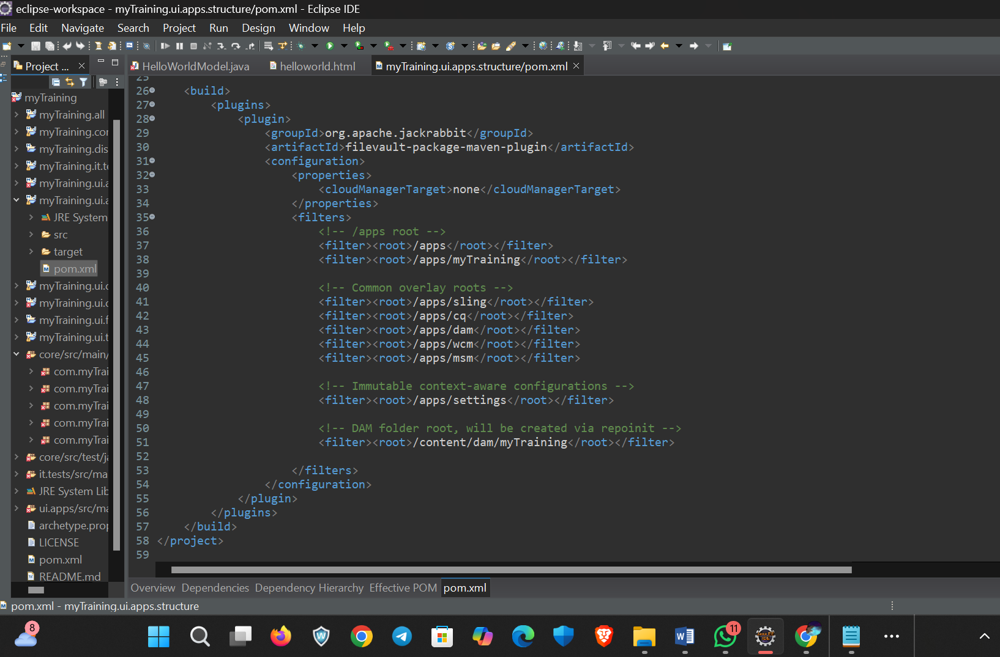 eclipse-workspace - myTraining.ui.apps.structure/pom.xml - Eclipse IDE
File Edit Navigate Search Project Run Design Window Help
Project ...
HelloWorldModel.java
helloworld.html
myTraining.ui.apps.structure/pom.xml
myTraining
myTraining.all
myTraining.cor
myTraining.dis
myTraining.it.te
myTraining.ui.a
myTraining.ui.a
JRE System
src
target
pom.xml
myTraining.ui.c
myTraining.ui.c
myTraining.ui.f
myTraining.ui.t
core/src/main/
com.myTrai
com.myTrai
com.myTrai
com.myTrai
com.myTrai
core/src/test/ja
it.tests/src/ma
JRE System Lib
ui.apps/src/ma
archetype.prop
LICENSE
pom.xml
README.md
25
26 <build>
27 <plugins>
28 <plugin>
29 <groupId>org.apache.jackrabbit</groupId>
30 <artifactId>filevault-package-maven-plugin</artifactId>
31 <configuration>
32 <properties>
33 <cloudManagerTarget>none</cloudManagerTarget>
34 </properties>
35 <filters>
36 <!-- /apps root -->
37 <filter><root>/apps</root></filter>
38 <filter><root>/apps/myTraining</root></filter>
39
40 <!-- Common overlay roots -->
41 <filter><root>/apps/sling</root></filter>
42 <filter><root>/apps/cq</root></filter>
43 <filter><root>/apps/dam</root></filter>
44 <filter><root>/apps/wcm</root></filter>
45 <filter><root>/apps/msm</root></filter>
46
47 <!-- Immutable context-aware configurations -->
48 <filter><root>/apps/settings</root></filter>
49
50 <!-- DAM folder root, will be created via repoinit -->
51 <filter><root>/content/dam/myTraining</root></filter>
52
53 </filters>
54 </configuration>
55 </plugin>
56 </plugins>
57 </build>
58 </project>
59
Overview Dependencies Dependency Hierarchy Effective POM pom.xml
pom.xml - myTraining.ui.apps.structure
8
11